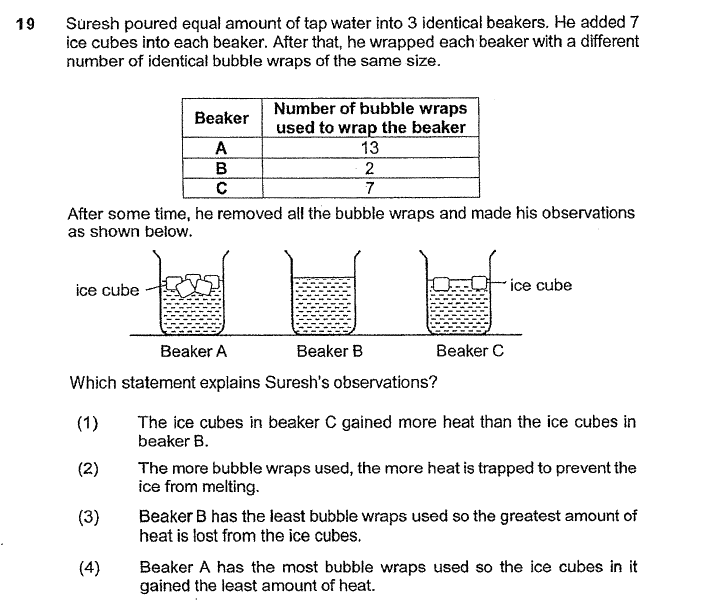 19 Suresh poured equal amount of tap water into 3 identical beakers. He added 7
ice cubes into each beaker. After that, he wrapped each beaker with a different
number of identical bubble wraps of the same size.
Beaker Number of bubble wraps
used to wrap the beaker
A 13
B 2
C 7
After some time, he removed all the bubble wraps and made his observations
as shown below.
ice cube ice cube
Beaker A Beaker B Beaker C
Which statement explains Suresh's observations?
(1) The ice cubes in beaker C gained more heat than the ice cubes in
beaker B.
(2) The more bubble wraps used, the more heat is trapped to prevent the
ice from melting.
(3) Beaker B has the least bubble wraps used so the greatest amount of
heat is lost from the ice cubes.
(4) Beaker A has the most bubble wraps used so the ice cubes in it
gained the least amount of heat.